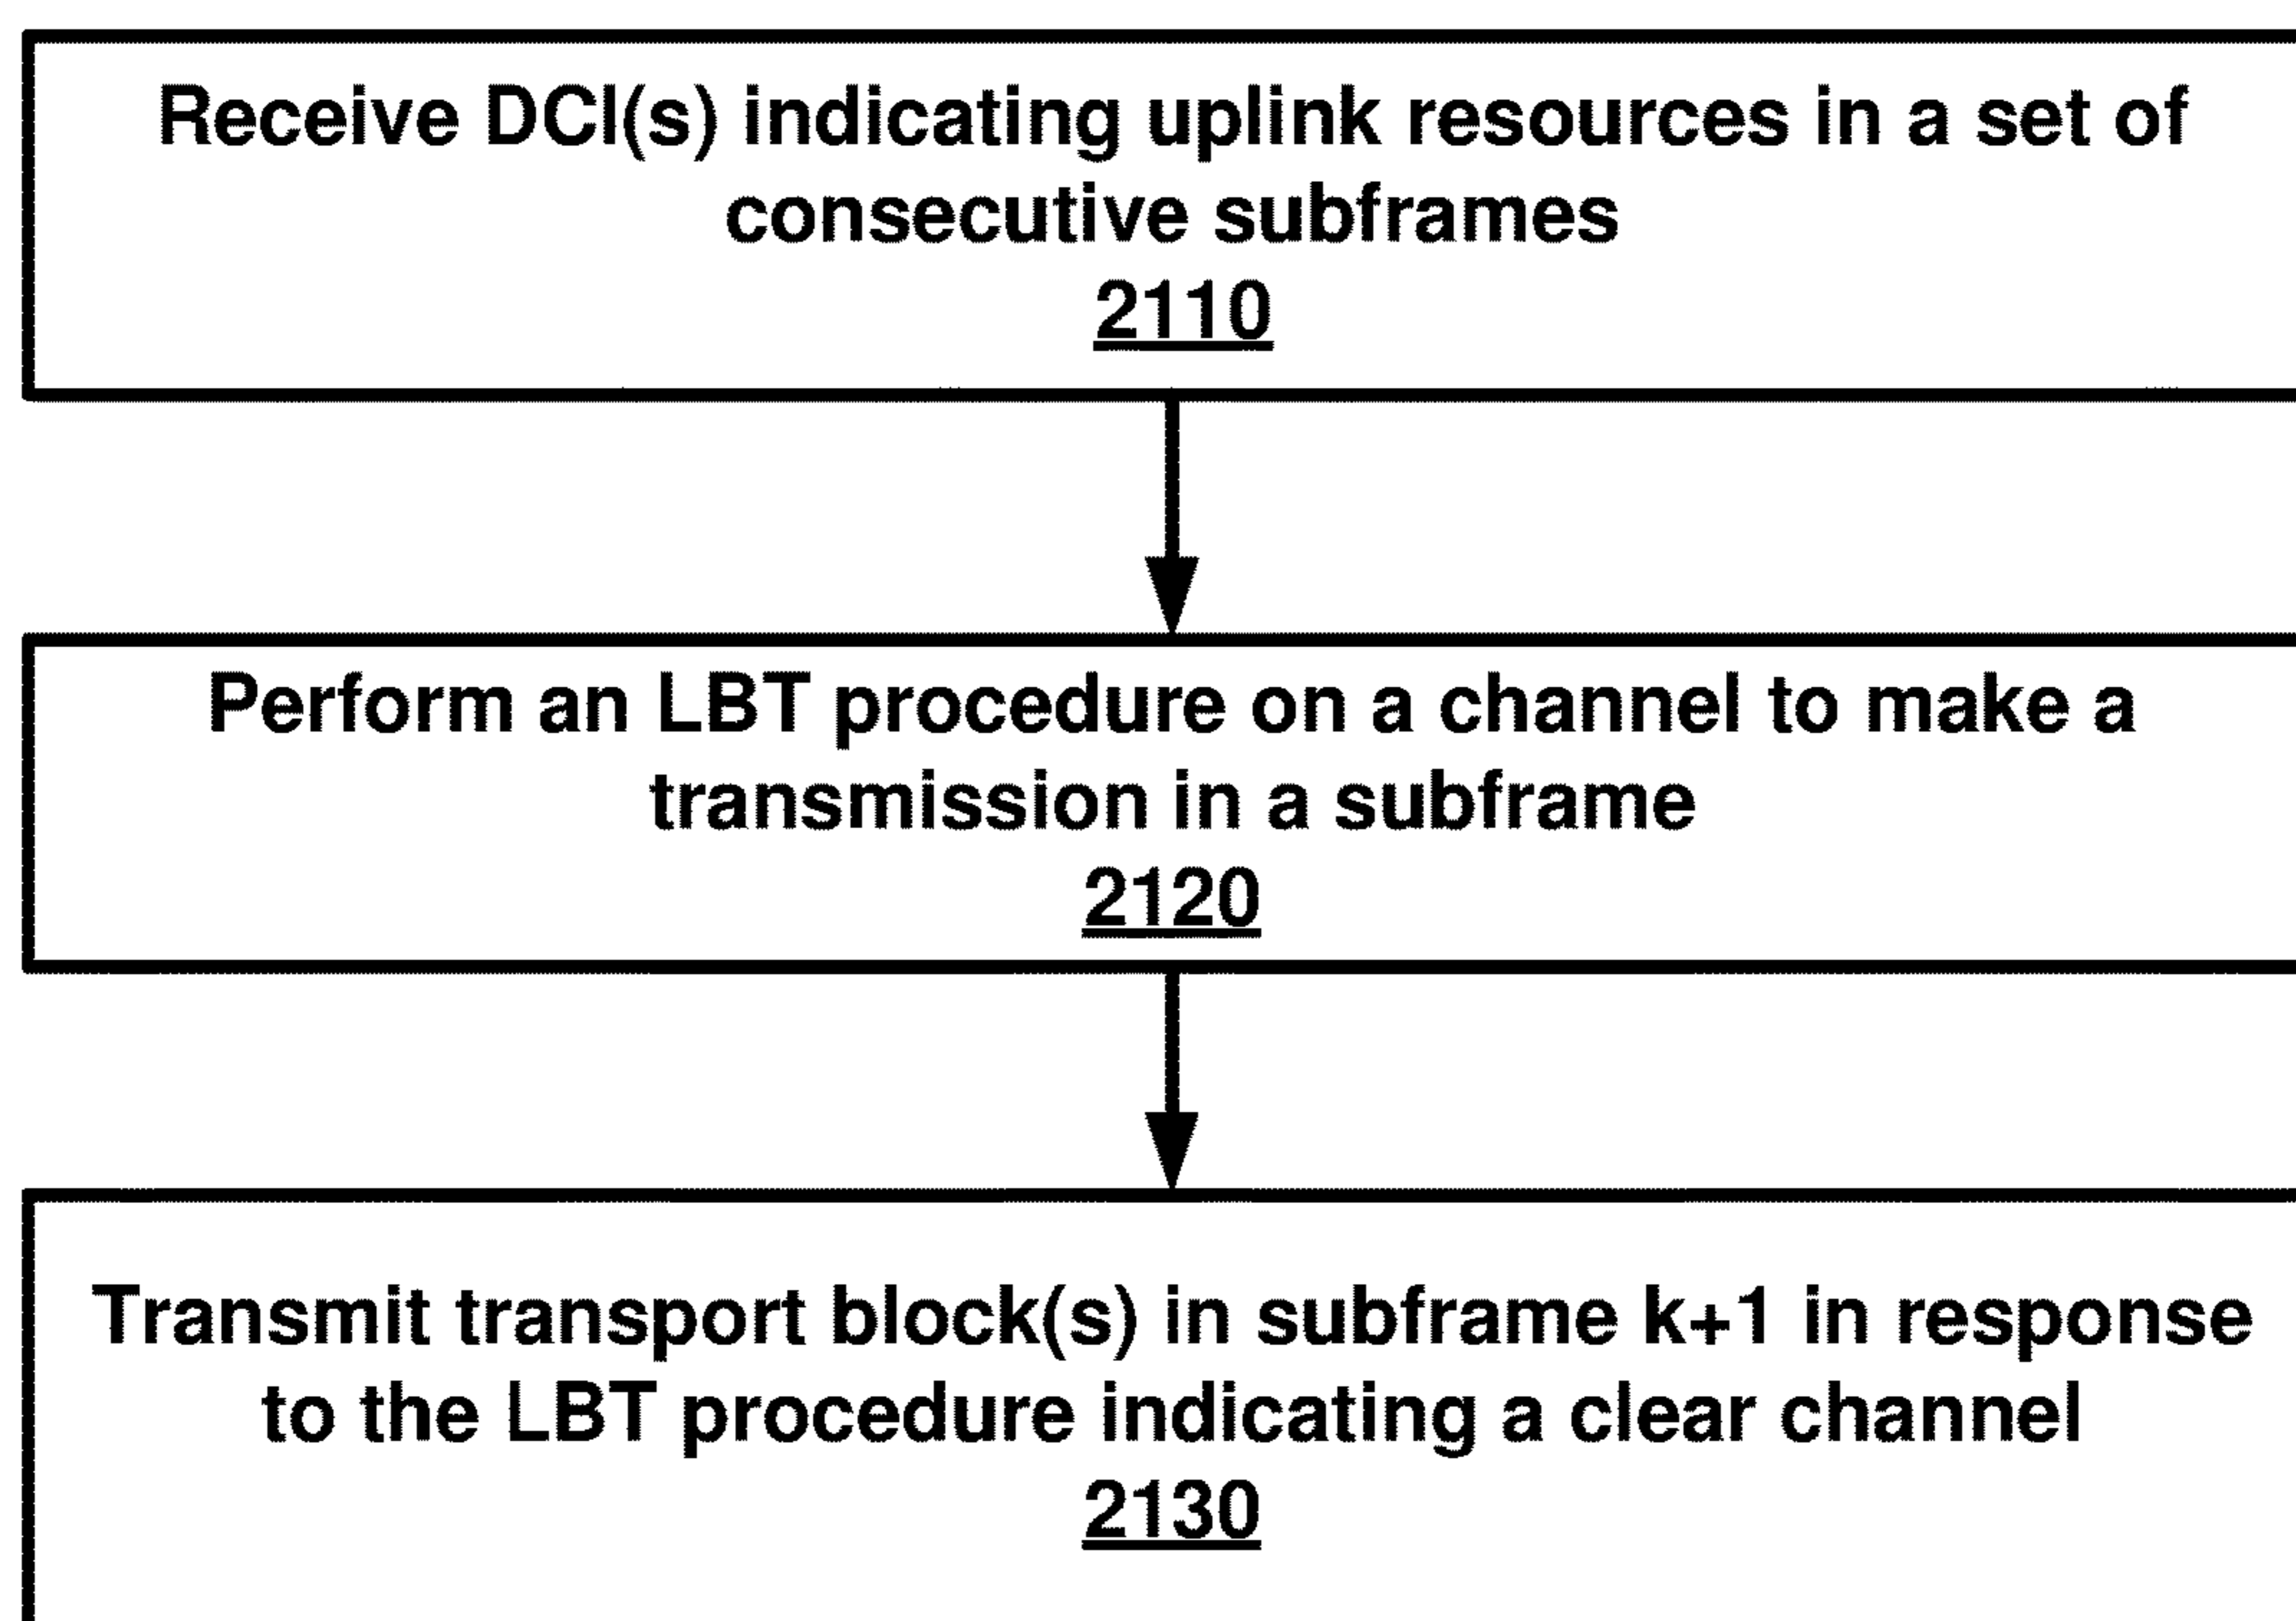 Receive DCI(s) indicating uplink resources in a set of
consecutive subframes
2110
Perform an LBT procedure on a channel to make a
transmission in a subframe
2120
Transmit transport block(s) in subframe k+1 in response
to the LBT procedure indicating a clear channel
2130